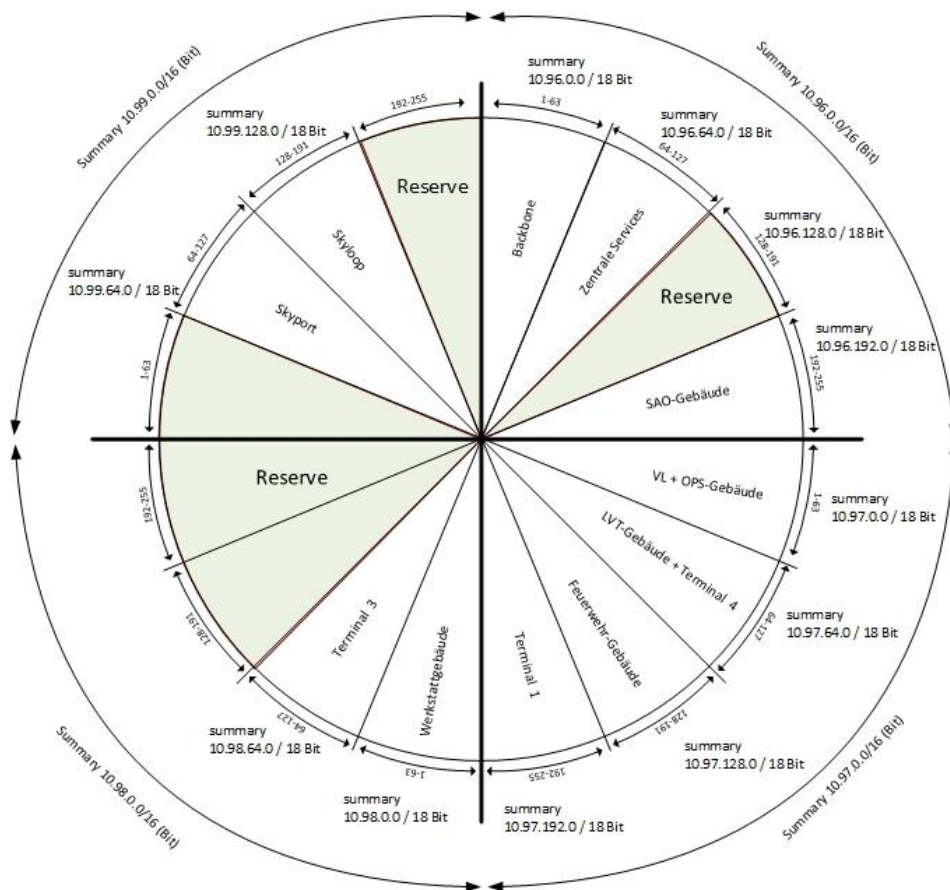 Summary 10.96.0.0/16 (Bit)
summary
10.96.0.0 / 18 Bit
1-63
Backbone
summary
10.96.64.0 / 18 Bit
64-127
Zentrale Services
summary
10.96.128.0 / 18 Bit
128-191
Reserve
summary
10.96.192.0 / 18 Bit
192-255
SAO-Gebäude
Summary 10.97.0.0/16 (Bit)
summary
10.97.0.0 / 18 Bit
1-63
VL + OPS-Gebäude
summary
10.97.64.0 / 18 Bit
64-127
LVT-Gebäude + Terminal 4
summary
10.97.128.0 / 18 Bit
128-191
Feuerwehr-Gebäude
summary
10.97.192.0 / 18 Bit
192-255
Terminal 1
Summary 10.98.0.0/16 (Bit)
summary
10.98.0.0 / 18 Bit
1-63
Werkstattgebäude
summary
10.98.64.0 / 18 Bit
64-127
Terminal 3
128-191
192-255
Reserve
Summary 10.99.0.0/16 (Bit)
1-63
summary
10.99.64.0 / 18 Bit
64-127
Skyport
summary
10.99.128.0 / 18 Bit
128-191
Skyloop
192-255
Reserve